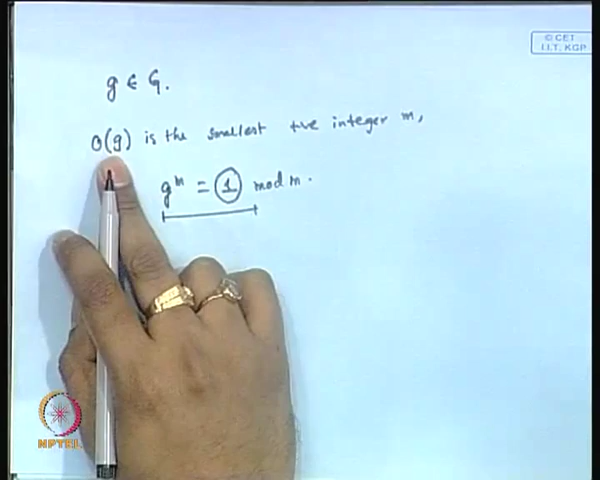 © CET
I.I.T. KGP
g ∈ G.
O(g) is the smallest +ve integer m,
g^m = 1 mod m.
NPTEL